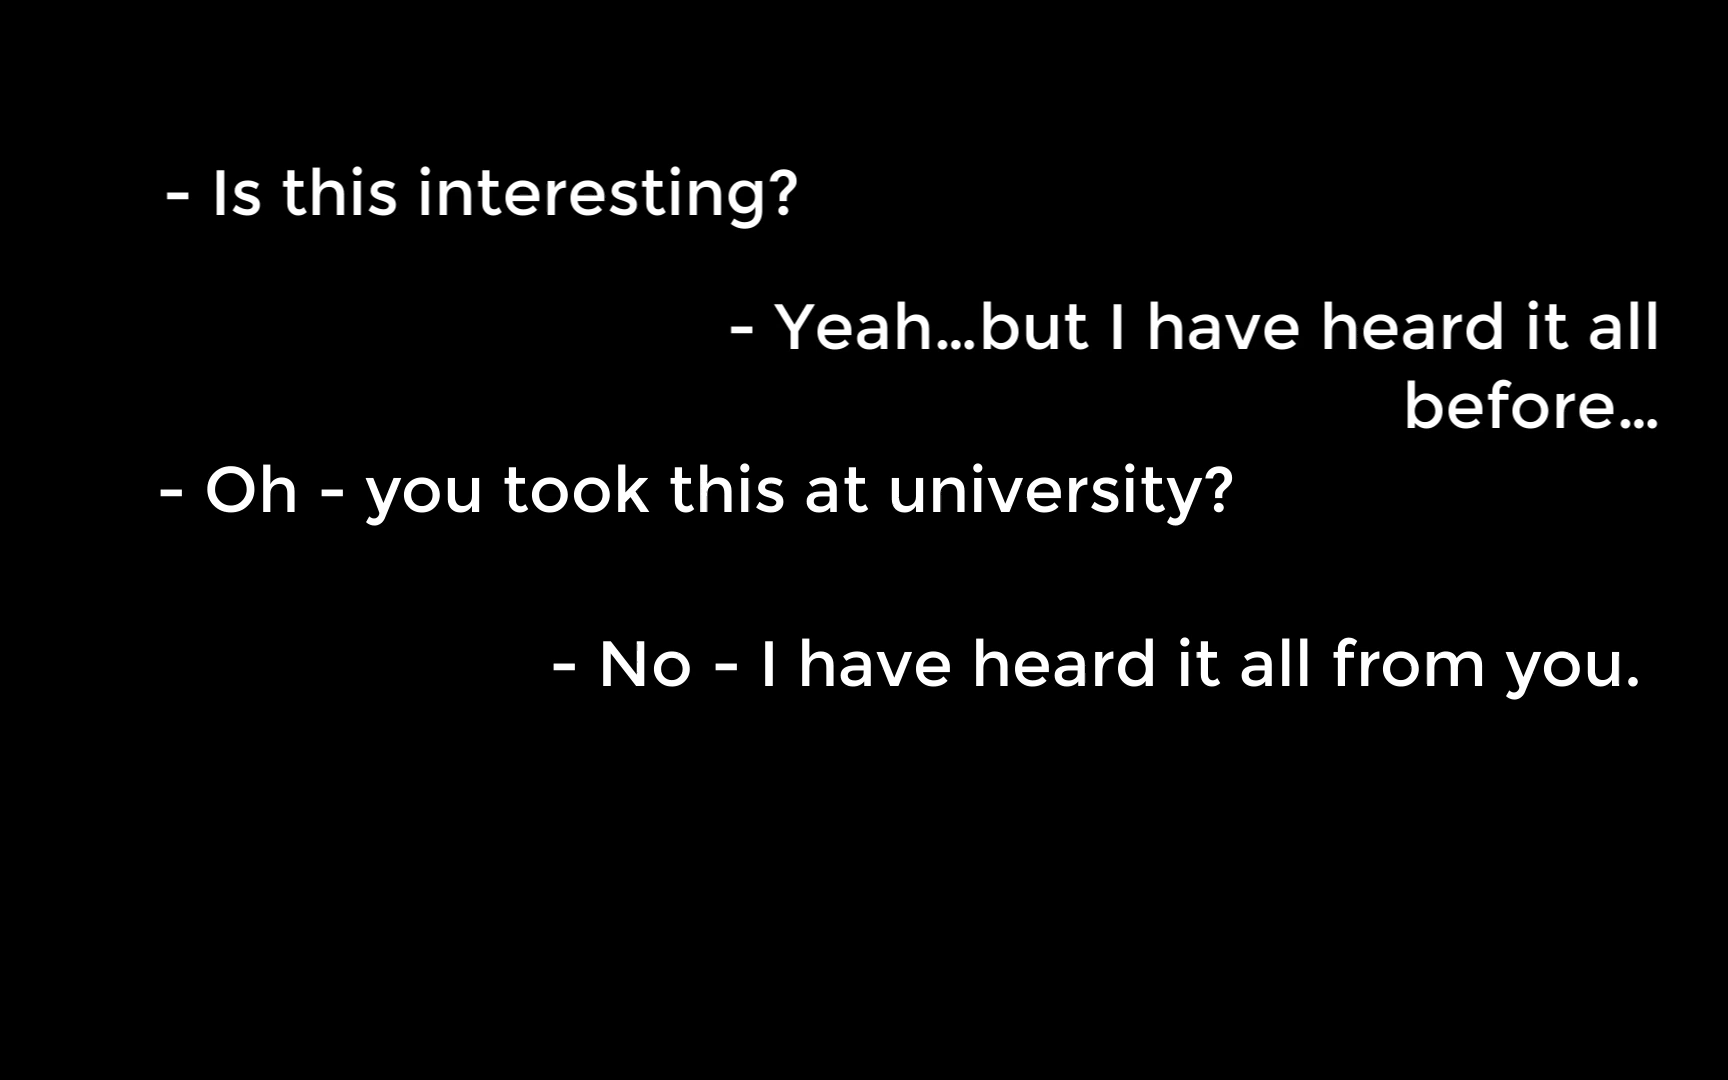 - Is this interesting?
- Yeah...but I have heard it all
before...
- Oh - you took this at university?
- No - I have heard it all from you.